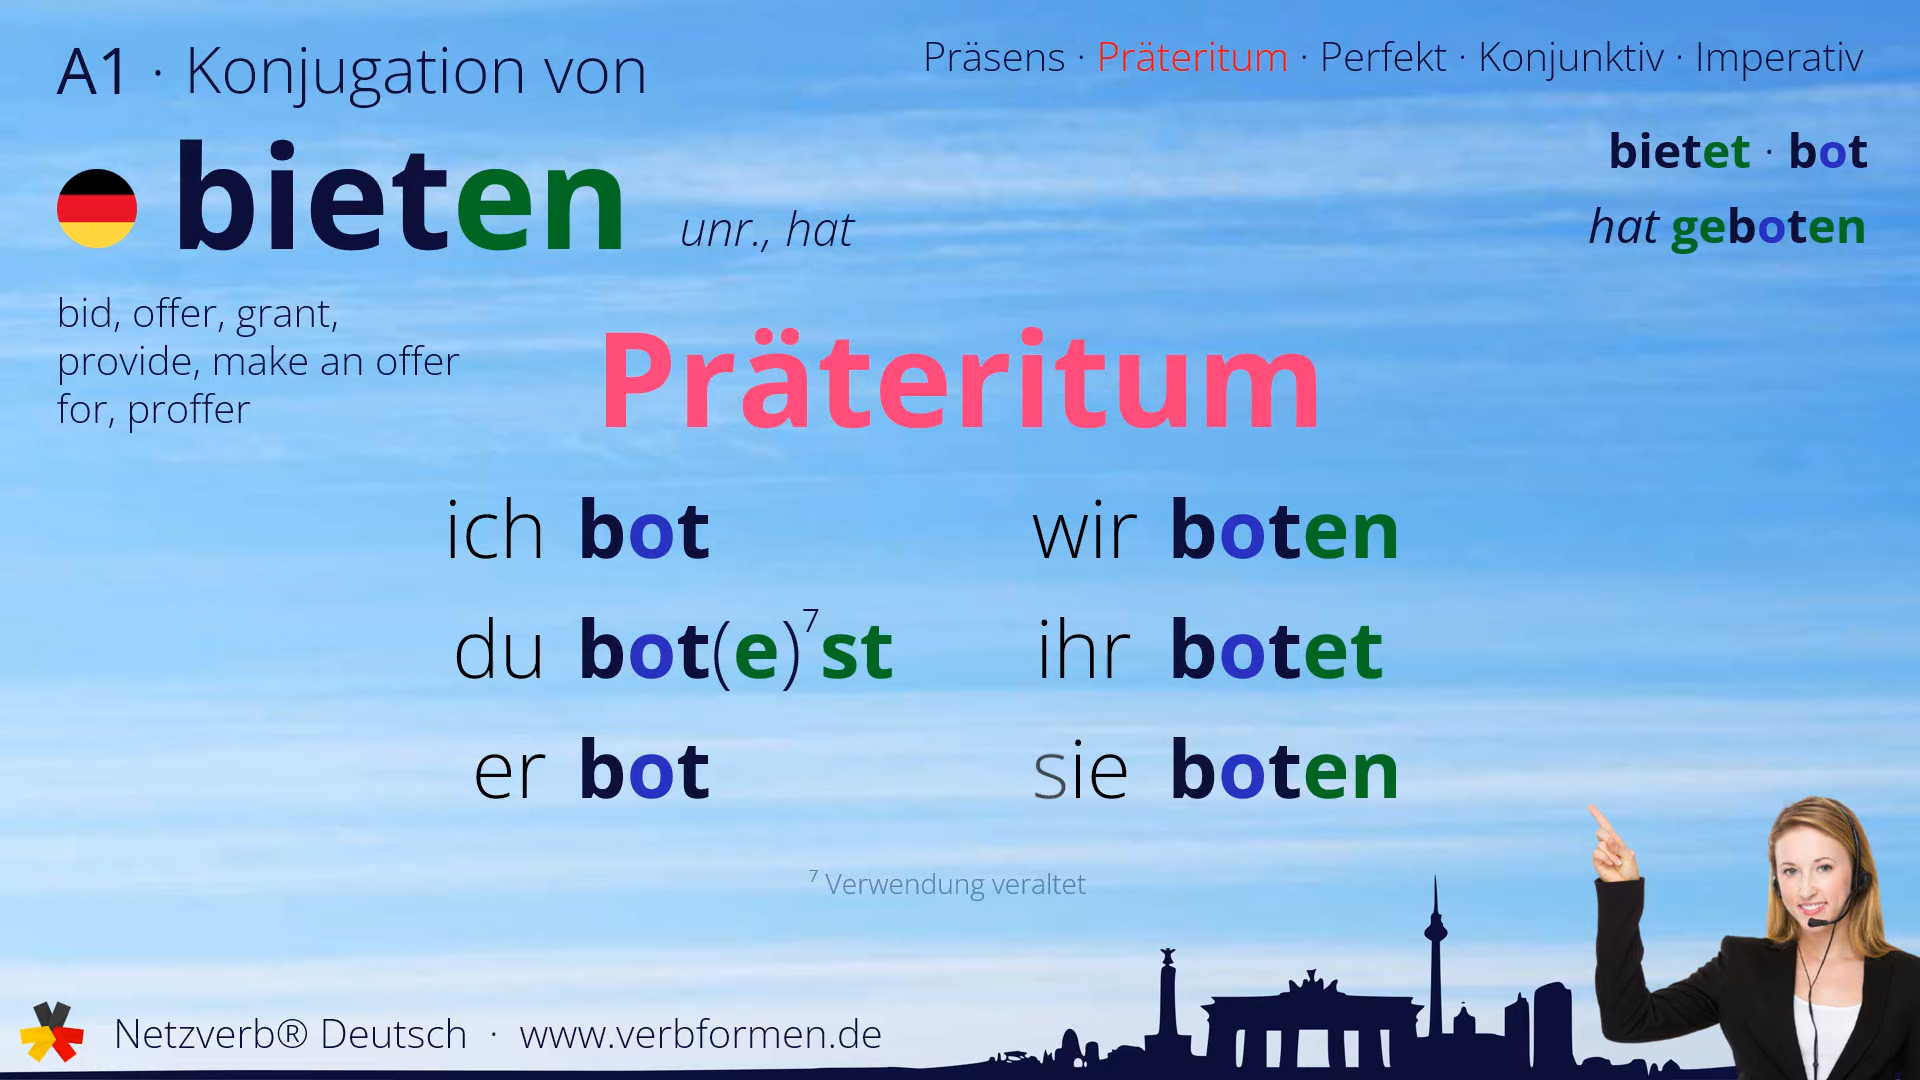 A1 · Konjugation von
Präsens · Präteritum · Perfekt · Konjunktiv · Imperativ
bieten unr., hat
bietet · bot
hat geboten
bid, offer, grant,
provide, make an offer
for, proffer
Präteritum
ich bot
du bot(e)⁷st
er bot
wir boten
ihr botet
sie boten
⁷ Verwendung veraltet
Netzverb® Deutsch · www.verbformen.de